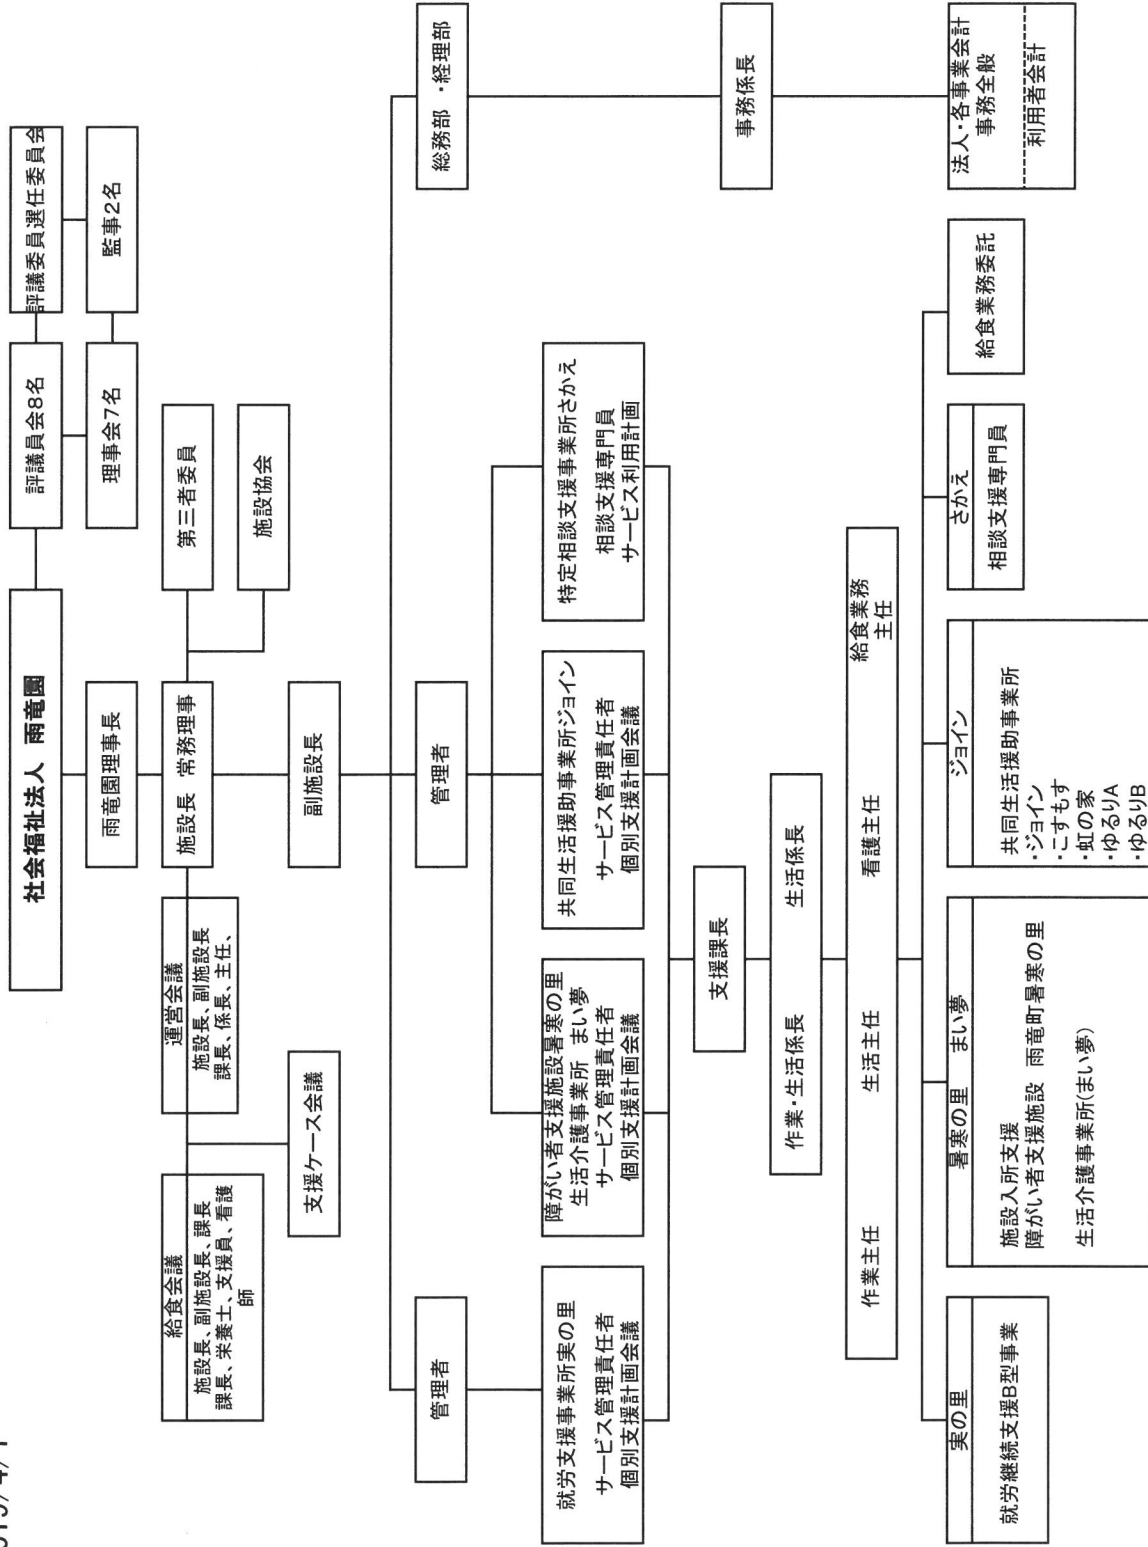 社会福祉法人 雨竜園
評議員会8名
評議委員選任委員会
雨竜園理事長
理事会7名
監事2名
給食会議
施設長、副施設長、課長
課長、栄養士、支援員、看護
師
運営会議
施設長、副施設長
課長、係長、主任、
施設長 常務理事
第三者委員
施設協会
支援ケース会議
副施設長
管理者
管理者
総務部 ・経理部
就労支援事業所実の里
サービス管理責任者
個別支援計画会議
障がい者支援施設暑寒の里
生活介護事業所 まい夢
サービス管理責任者
個別支援計画会議
共同生活援助事業所ジョイン
サービス管理責任者
個別支援計画会議
特定相談支援事業所さかえ
相談支援専門員
サービス利用計画
支援課長
事務係長
作業・生活係長 生活係長
作業主任 生活主任 看護主任 給食業務
主任
実の里
就労継続支援B型事業
暑寒の里 まい夢
施設入所支援
障がい者支援施設 雨竜町暑寒の里
生活介護事業所(まい夢)
ジョイン
共同生活援助事業所
・ジョイン
・こすもす
・虹の家
・ゆるりA
・ゆるりB
さかえ
相談支援専門員
給食業務委託
法人・各事業会計
事務全般
利用者会計